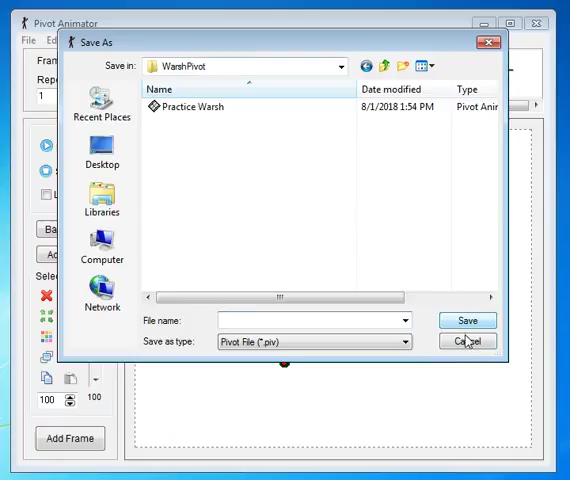 Pivot Animator
File Ed
Save As
Fram
Save in: WarshPivot
Repe
1
Name Date modified Type
Practice Warsh 8/1/2018 1:54 PM Pivot Anir
Recent Places
Desktop
Libraries
Computer
Network
Ba
Ac
Selec
File name: Save
Save as type: Pivot File (*.piv) Cancel
100 100
Add Frame